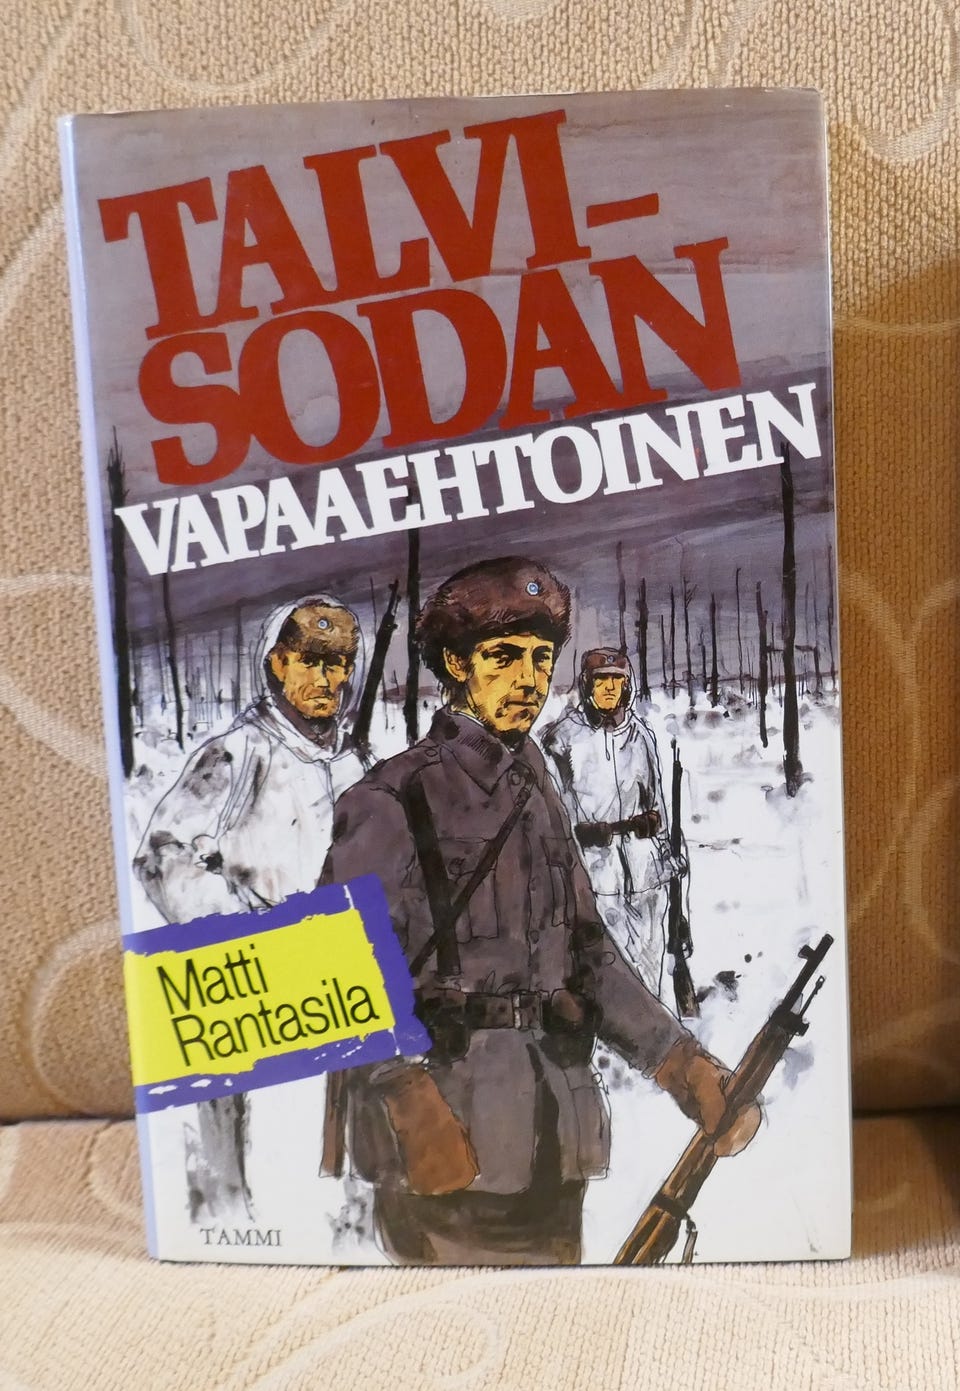 TALVI-
SODAN
VAPAAEHTOINEN
Matti
Rantasila
TAMMI